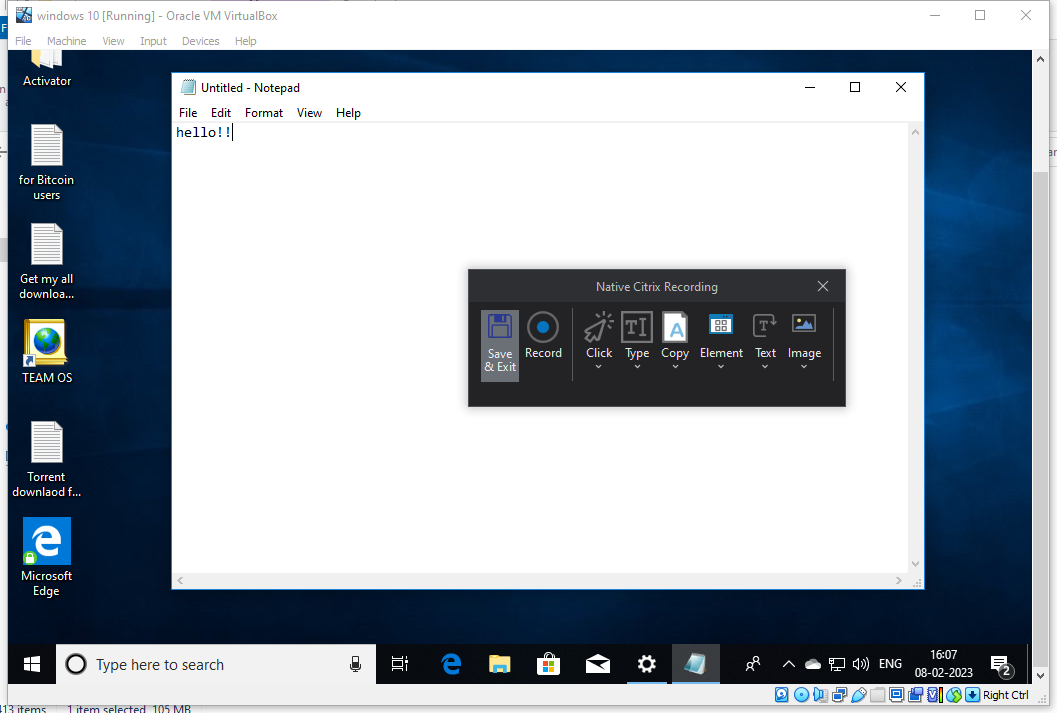 windows 10 [Running] - Oracle VM VirtualBox
File Machine View Input Devices Help
Activator
for Bitcoin
users
Get my all
downloa...
TEAM OS
Torrent
downlaod f...
Microsoft
Edge
Untitled - Notepad
File Edit Format View Help
hello!!
Native Citrix Recording
Save
& Exit
Record
Click
Type
Copy
Element
Text
Image
Type here to search
ENG
16:07
08-02-2023
2
Right Ctrl
413 items 1 item selected 105 MB